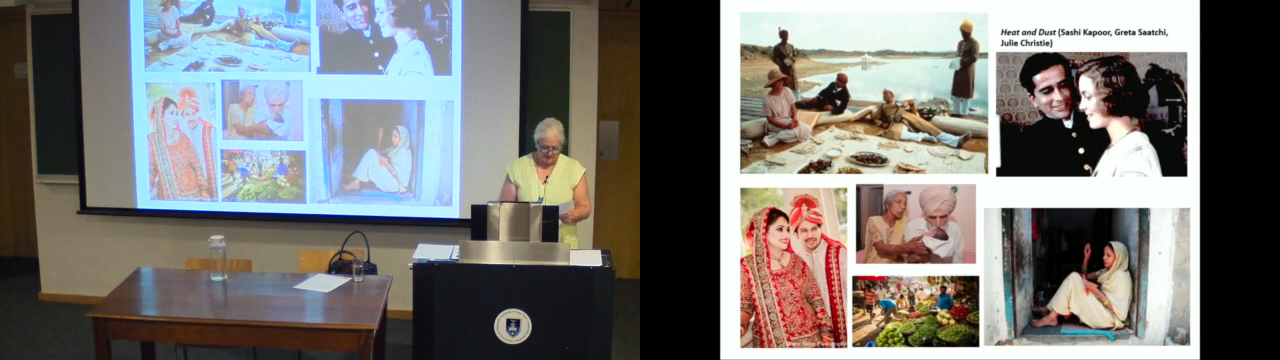 Heat and Dust (Sashi Kapoor, Greta Saatchi,
Julie Christie)